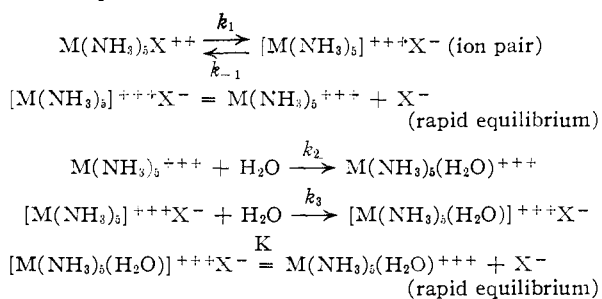 k₁
M(NH₃)₅X⁺⁺ ⇄ [M(NH₃)₅]⁺⁺⁺X⁻ (ion pair)
k₋₁
[M(NH₃)₅]⁺⁺⁺X⁻ = M(NH₃)₅⁺⁺⁺ + X⁻
(rapid equilibrium)
k₂
M(NH₃)₅⁺⁺⁺ + H₂O ⟶ M(NH₃)₅(H₂O)⁺⁺⁺
k₃
[M(NH₃)₅]⁺⁺⁺X⁻ + H₂O ⟶ [M(NH₃)₅(H₂O)]⁺⁺⁺X⁻
K
[M(NH₃)₅(H₂O)]⁺⁺⁺X⁻ = M(NH₃)₅(H₂O)⁺⁺⁺ + X⁻
(rapid equilibrium)